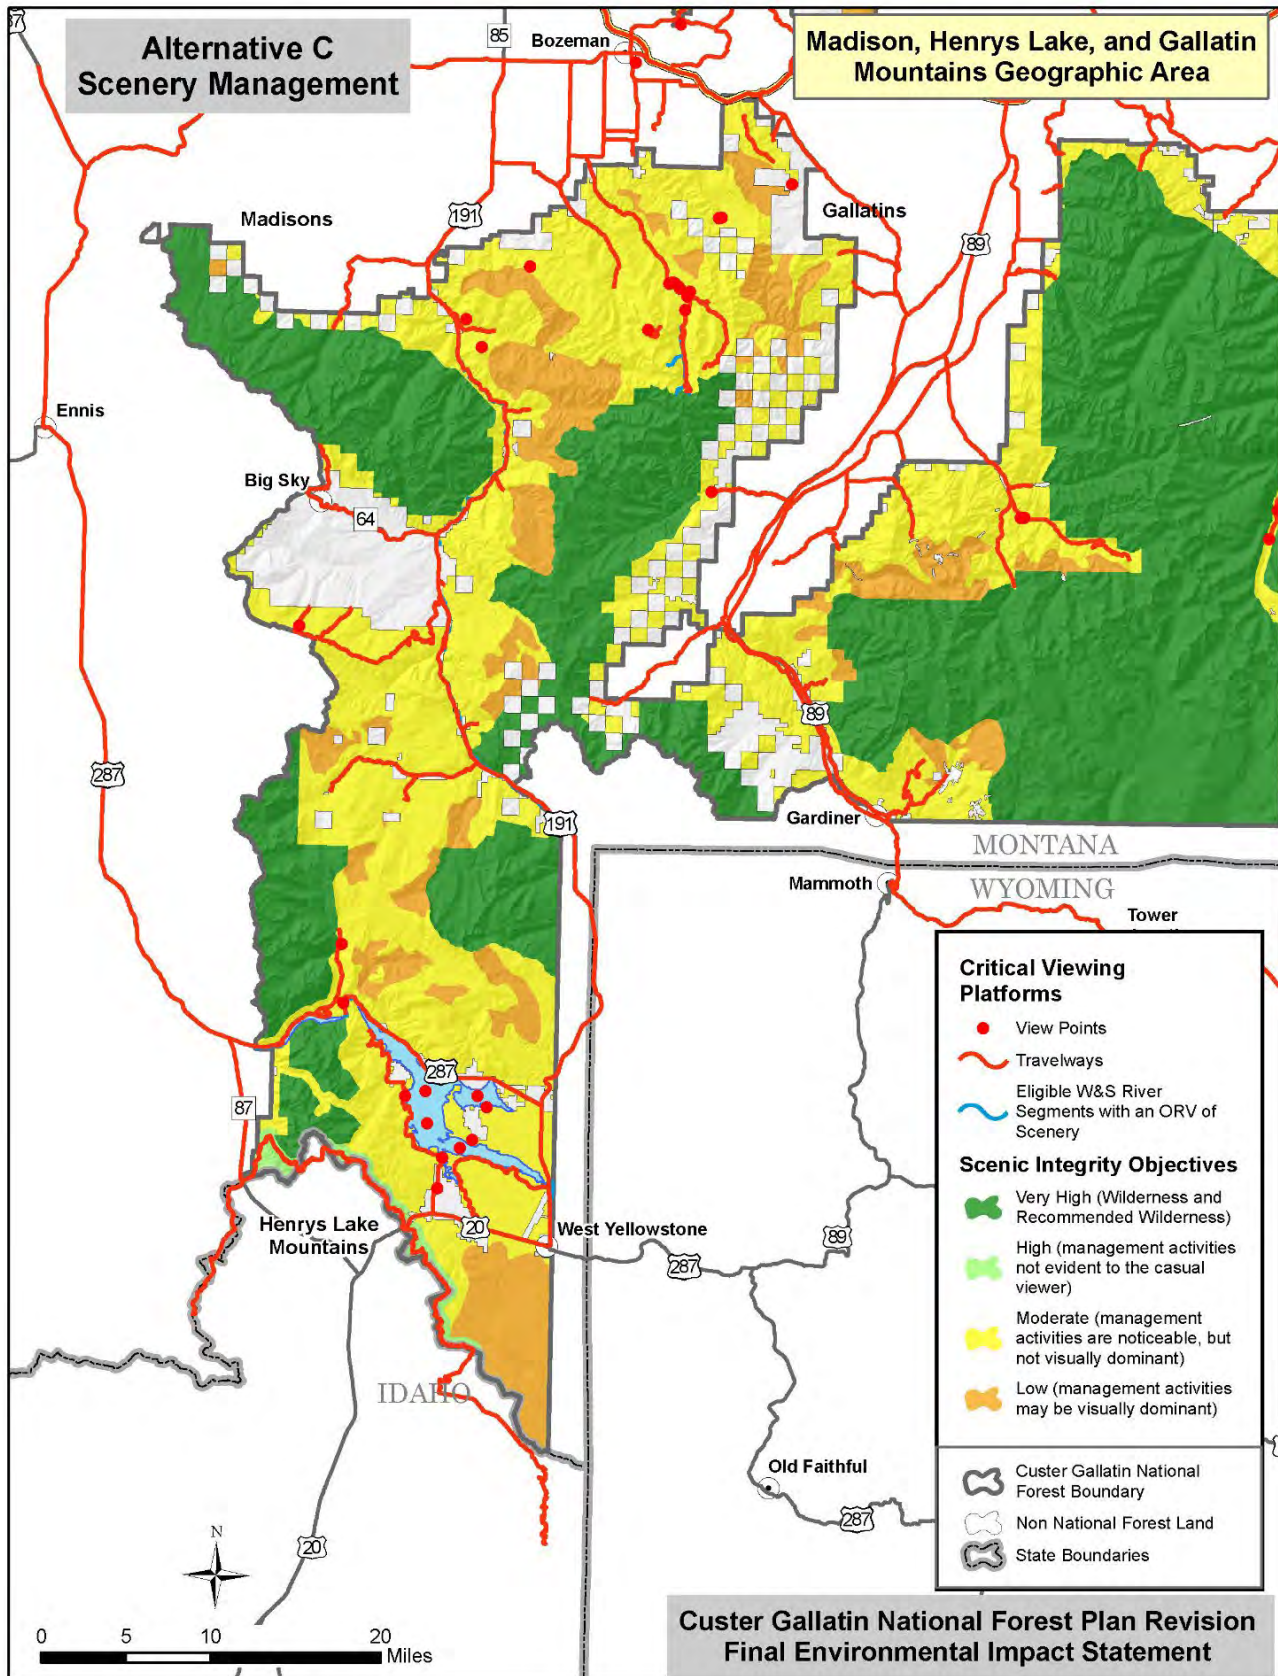 Alternative C
Scenery Management
Madison, Henrys Lake, and Gallatin
Mountains Geographic Area
85
Bozeman
Madisons
191
Gallatins
89
Ennis
Big Sky
64
287
89
191
Gardiner
MONTANA
WYOMING
Mammoth
Tower
287
87
Henrys Lake
Mountains
20
West Yellowstone
287
89
IDAHO
Old Faithful
287
20
Critical Viewing
Platforms
View Points
Travelways
Eligible W&S River
Segments with an ORV of
Scenery
Scenic Integrity Objectives
Very High (Wilderness and
Recommended Wilderness)
High (management activities
not evident to the casual
viewer)
Moderate (management
activities are noticeable, but
not visually dominant)
Low (management activities
may be visually dominant)
Custer Gallatin National
Forest Boundary
Non National Forest Land
State Boundaries
N
0 5 10 20
Miles
Custer Gallatin National Forest Plan Revision
Final Environmental Impact Statement